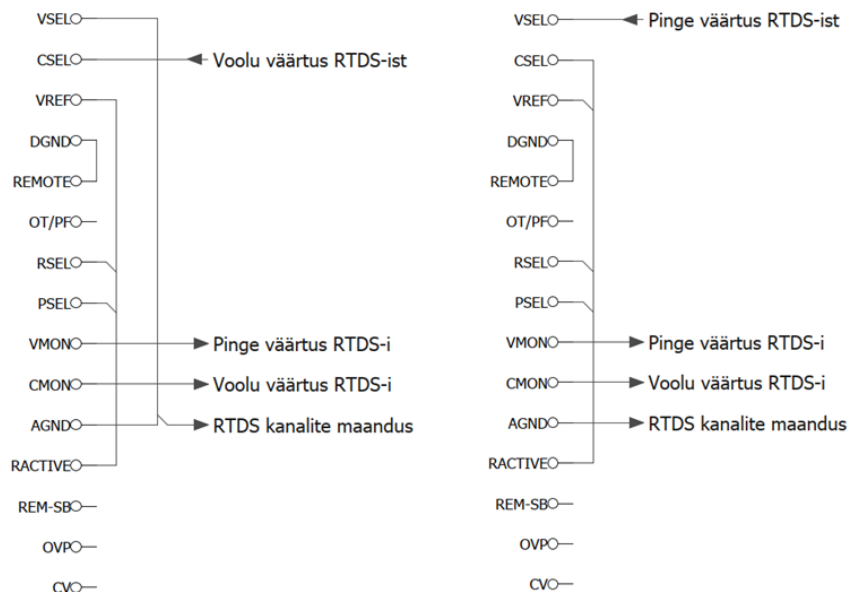 VSEL
CSEL Voolu väärtus RTDS-ist
VREF
DGND
REMOTE
OT/PF
RSEL
PSEL
VMON Pinge väärtus RTDS-i
CMON Voolu väärtus RTDS-i
AGND RTDS kanalite maandus
RACTIVE
REM-SB
OVP
CV
VSEL Pinge väärtus RTDS-ist
CSEL
VREF
DGND
REMOTE
OT/PF
RSEL
PSEL
VMON Pinge väärtus RTDS-i
CMON Voolu väärtus RTDS-i
AGND RTDS kanalite maandus
RACTIVE
REM-SB
OVP
CV